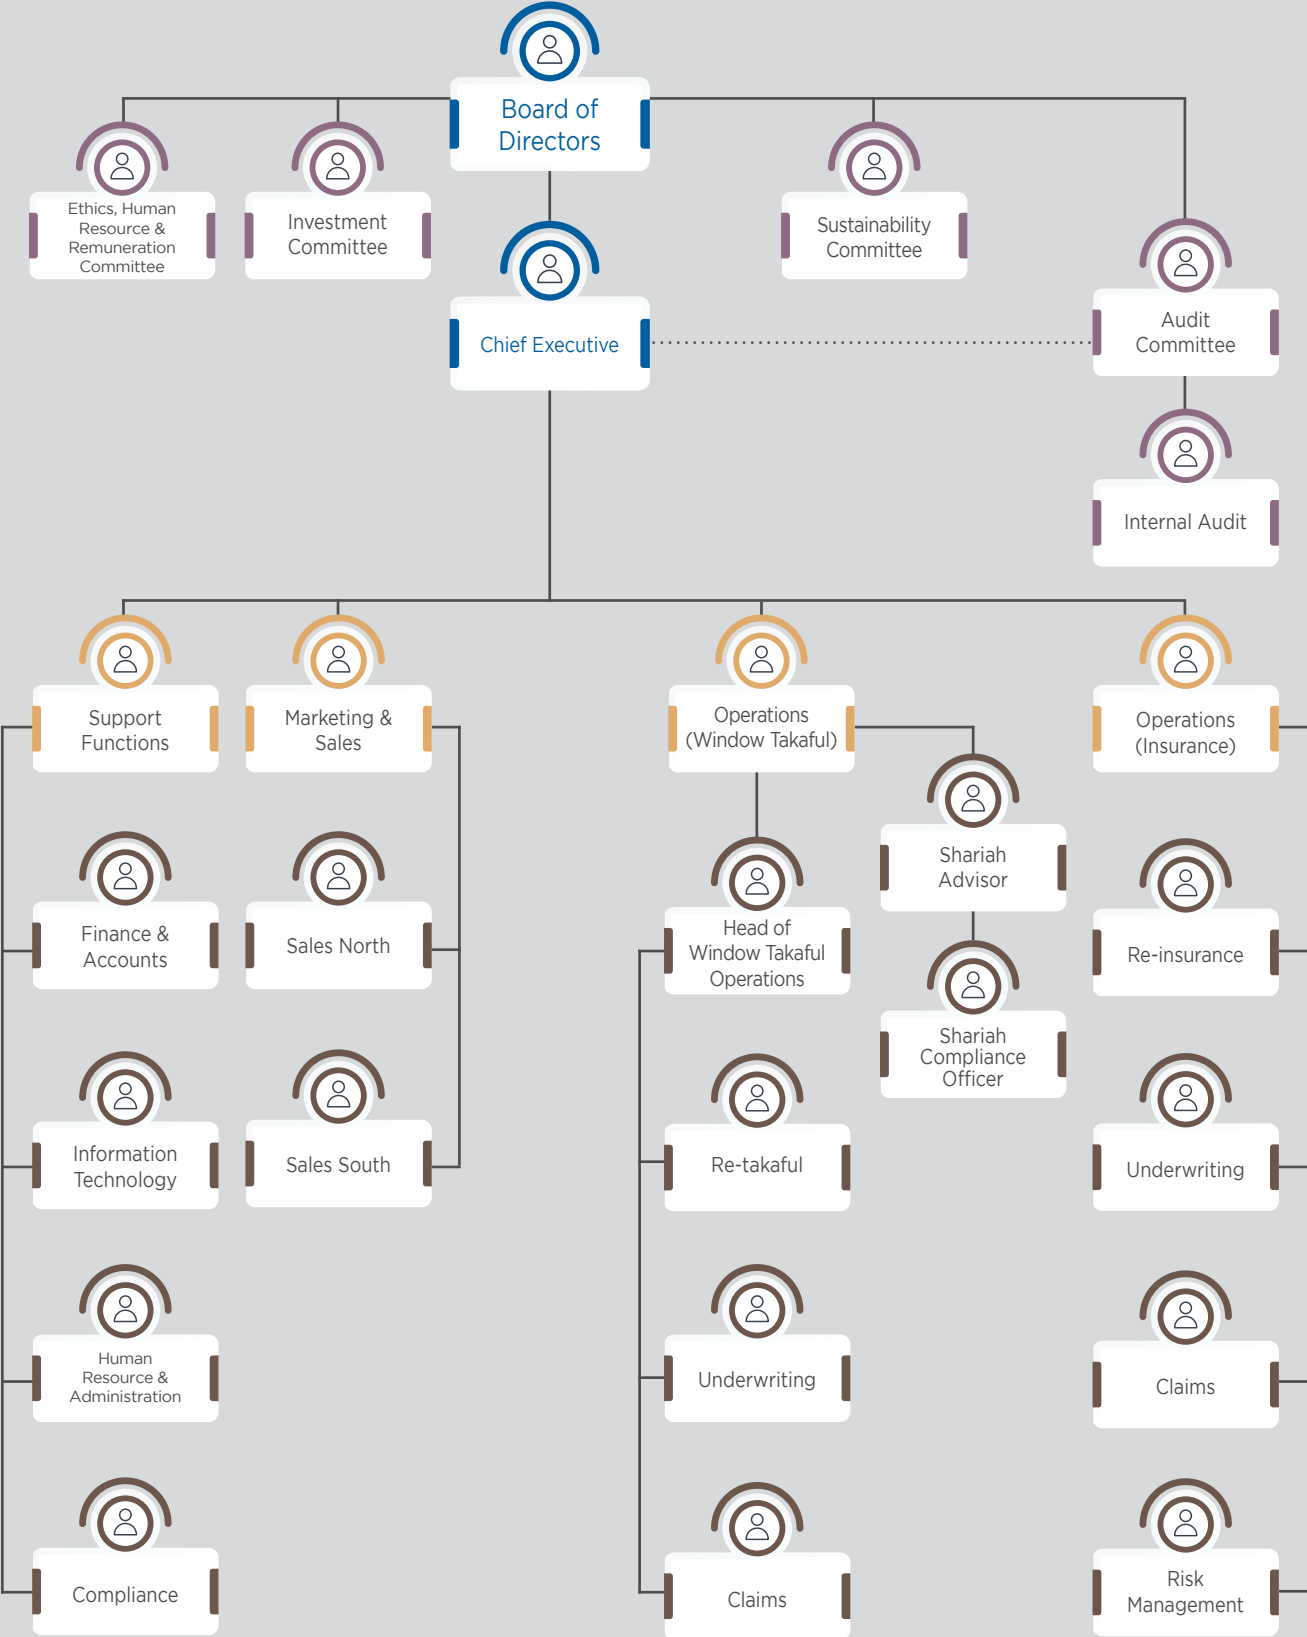 Board of
Directors
Ethics, Human
Resource &
Remuneration
Committee
Investment
Committee
Sustainability
Committee
Chief Executive
Audit
Committee
Internal Audit
Support
Functions
Marketing &
Sales
Operations
(Window Takaful)
Operations
(Insurance)
Shariah
Advisor
Finance &
Accounts
Sales North
Head of
Window Takaful
Operations
Re-insurance
Shariah
Compliance
Officer
Information
Technology
Sales South
Re-takaful
Underwriting
Human
Resource &
Administration
Underwriting
Claims
Compliance
Claims
Risk
Management